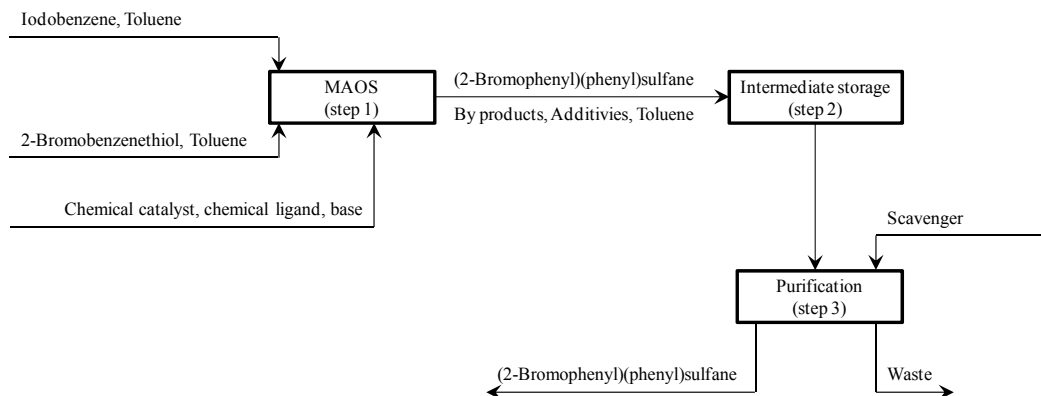 Iodobenzene, Toluene
MAOS
(step 1)
(2-Bromophenyl)(phenyl)sulfane
By products, Additivies, Toluene
Intermediate storage
(step 2)
2-Bromobenzenethiol, Toluene
Chemical catalyst, chemical ligand, base
Scavenger
Purification
(step 3)
(2-Bromophenyl)(phenyl)sulfane
Waste